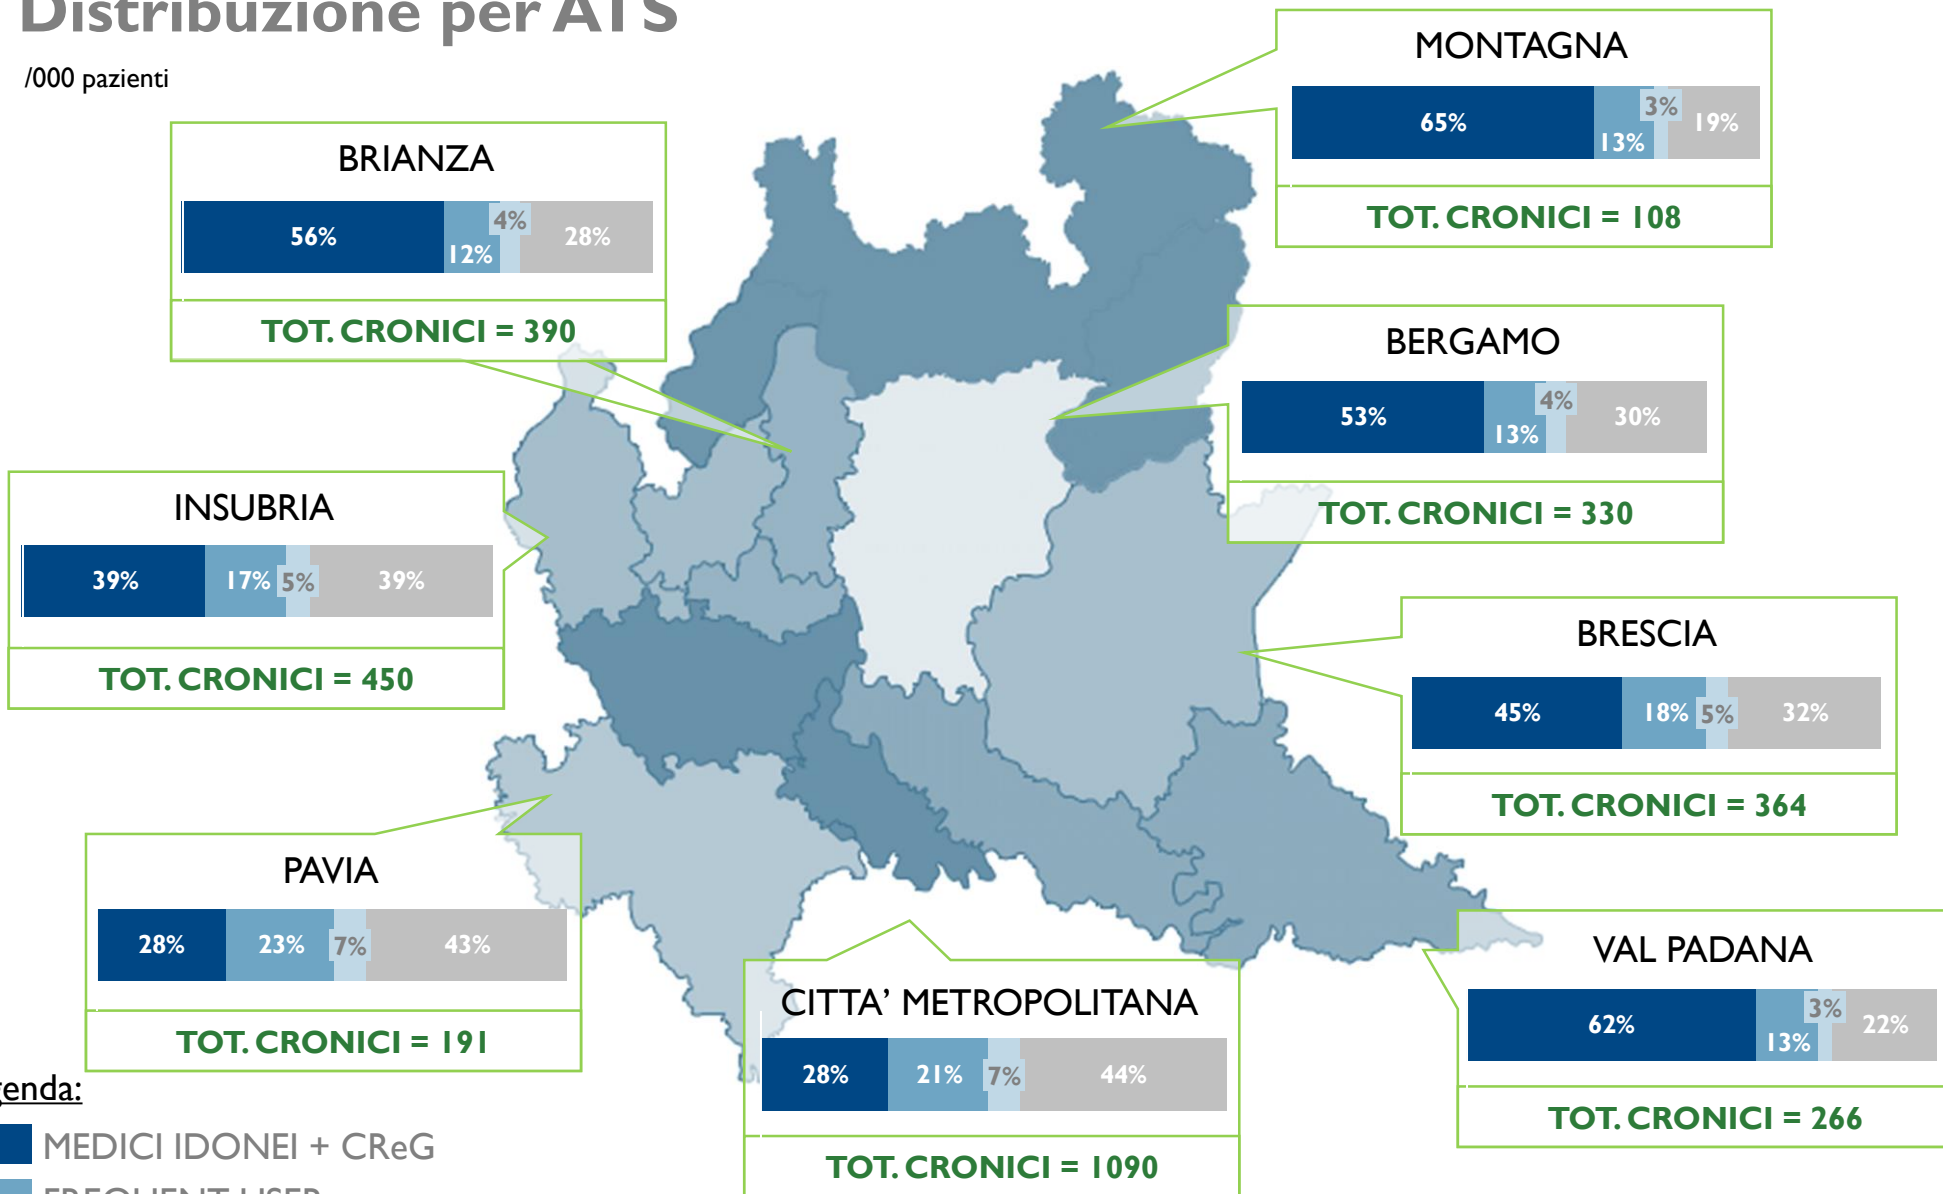 Distribuzione per ATS
/000 pazienti
MONTAGNA
65%
13%
3%
19%
TOT. CRONICI = 108
BRIANZA
56%
12%
4%
28%
TOT. CRONICI = 390
BERGAMO
53%
13%
4%
30%
TOT. CRONICI = 330
INSUBRIA
39%
17%
5%
39%
TOT. CRONICI = 450
BRESCIA
45%
18%
5%
32%
TOT. CRONICI = 364
PAVIA
28%
23%
7%
43%
TOT. CRONICI = 191
CITTA’ METROPOLITANA
28%
21%
7%
44%
TOT. CRONICI = 1090
VAL PADANA
62%
13%
3%
22%
TOT. CRONICI = 266
genda:
MEDICI IDONEI + CReG
FREQUENT USER